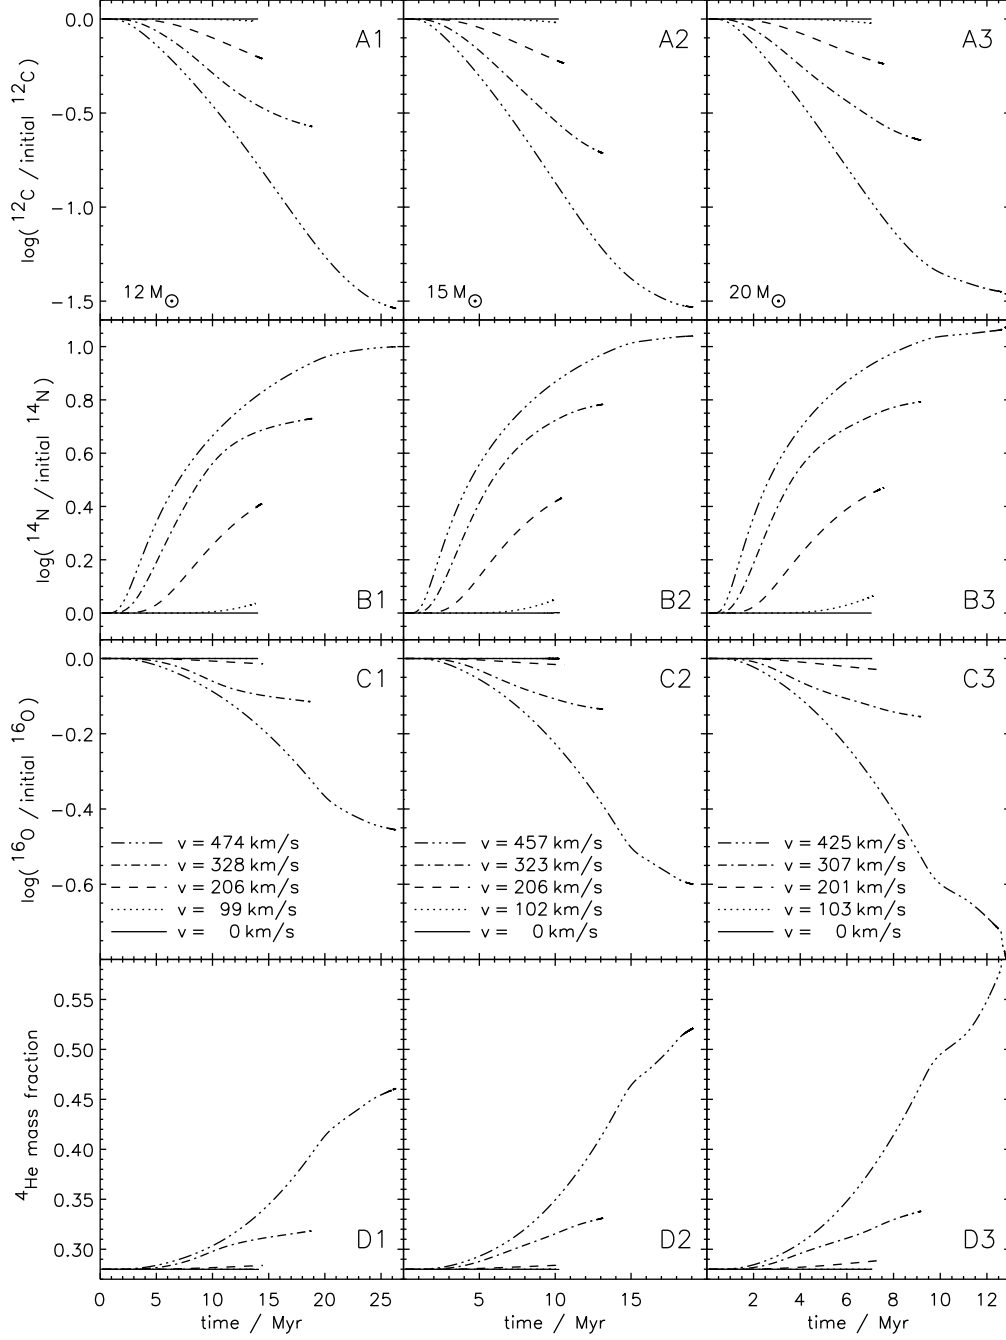 log( ¹²C / initial ¹²C)
0.0
−0.5
−1.0
−1.5
A1
A2
A3
12 M⊙
15 M⊙
20 M⊙
log( ¹⁴N / initial ¹⁴N)
1.0
0.8
0.6
0.4
0.2
0.0
B1
B2
B3
log( ¹⁶O / initial ¹⁶O)
0.0
−0.2
−0.4
−0.6
C1
C2
C3
v = 474 km/s
v = 328 km/s
v = 206 km/s
v = 99 km/s
v = 0 km/s
v = 457 km/s
v = 323 km/s
v = 206 km/s
v = 102 km/s
v = 0 km/s
v = 425 km/s
v = 307 km/s
v = 201 km/s
v = 103 km/s
v = 0 km/s
⁴He mass fraction
0.55
0.50
0.45
0.40
0.35
0.30
D1
D2
D3
0 5 10 15 20 25
5 10 15
2 4 6 8 10 12
time / Myr
time / Myr
time / Myr